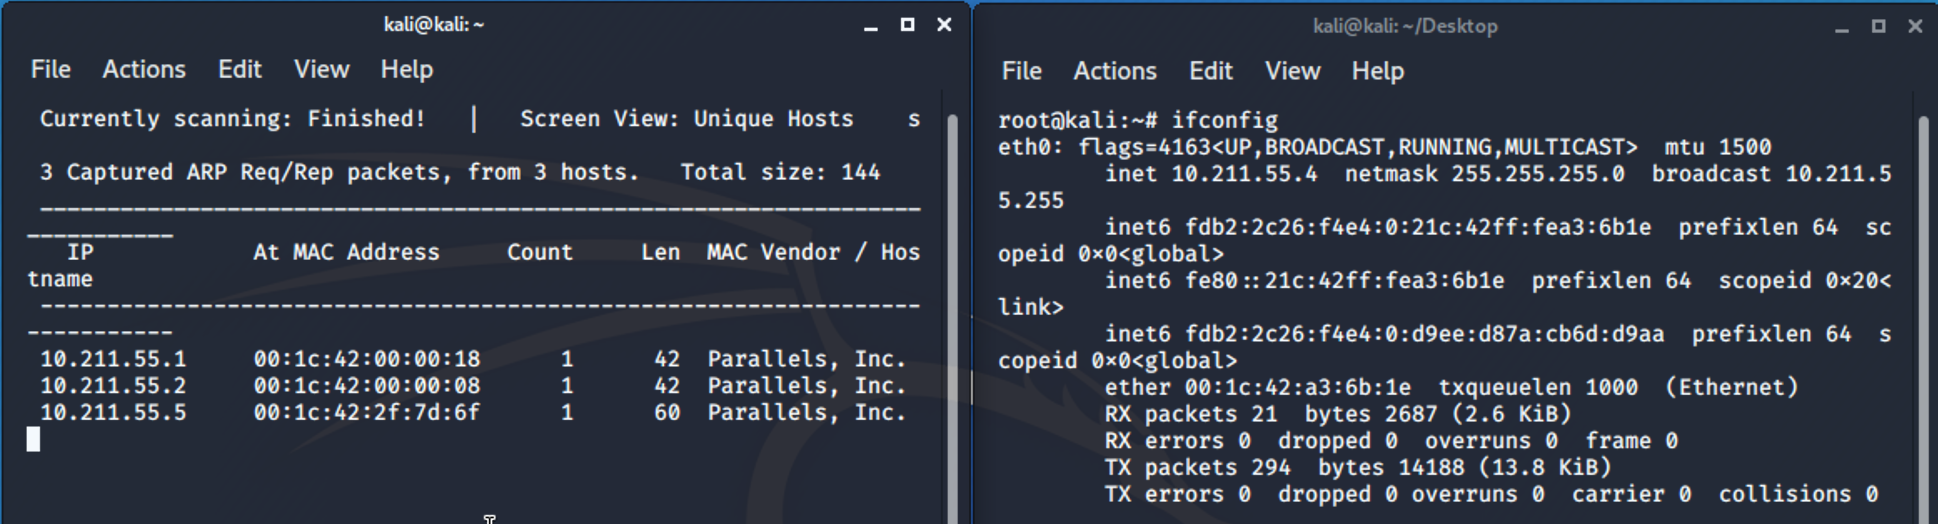 kali@kali: ~
File Actions Edit View Help
Currently scanning: Finished! | Screen View: Unique Hosts s
3 Captured ARP Req/Rep packets, from 3 hosts. Total size: 144
_____________________________________________________________________________
IP At MAC Address Count Len MAC Vendor / Hos
tname
-----------------------------------------------------------------------------
10.211.55.1 00:1c:42:00:00:18 1 42 Parallels, Inc.
10.211.55.2 00:1c:42:00:00:08 1 42 Parallels, Inc.
10.211.55.5 00:1c:42:2f:7d:6f 1 60 Parallels, Inc.
kali@kali: ~/Desktop
File Actions Edit View Help
root@kali:~# ifconfig
eth0: flags=4163<UP,BROADCAST,RUNNING,MULTICAST> mtu 1500
inet 10.211.55.4 netmask 255.255.255.0 broadcast 10.211.5
5.255
inet6 fdb2:2c26:f4e4:0:21c:42ff:fea3:6b1e prefixlen 64 sc
opeid 0×0<global>
inet6 fe80::21c:42ff:fea3:6b1e prefixlen 64 scopeid 0×20<
link>
inet6 fdb2:2c26:f4e4:0:d9ee:d87a:cb6d:d9aa prefixlen 64 s
copeid 0×0<global>
ether 00:1c:42:a3:6b:1e txqueuelen 1000 (Ethernet)
RX packets 21 bytes 2687 (2.6 KiB)
RX errors 0 dropped 0 overruns 0 frame 0
TX packets 294 bytes 14188 (13.8 KiB)
TX errors 0 dropped 0 overruns 0 carrier 0 collisions 0